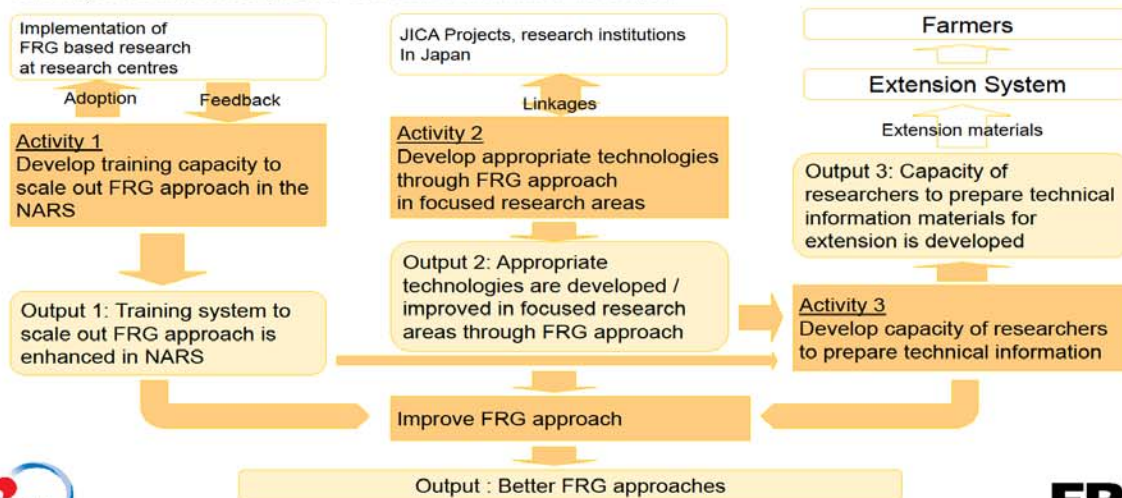 Implementation of
FRG based research
at research centres
Adoption
Feedback
Activity 1
Develop training capacity to
scale out FRG approach in the
NARS
Output 1: Training system to
scale out FRG approach is
enhanced in NARS
JICA Projects, research institutions
In Japan
Linkages
Activity 2
Develop appropriate technologies
through FRG approach
in focused research areas
Output 2: Appropriate
technologies are developed /
improved in focused research
areas through FRG approach
Farmers
Extension System
Extension materials
Output 3: Capacity of
researchers to prepare technical
information materials for
extension is developed
Activity 3
Develop capacity of researchers
to prepare technical information
Improve FRG approach
Output : Better FRG approaches